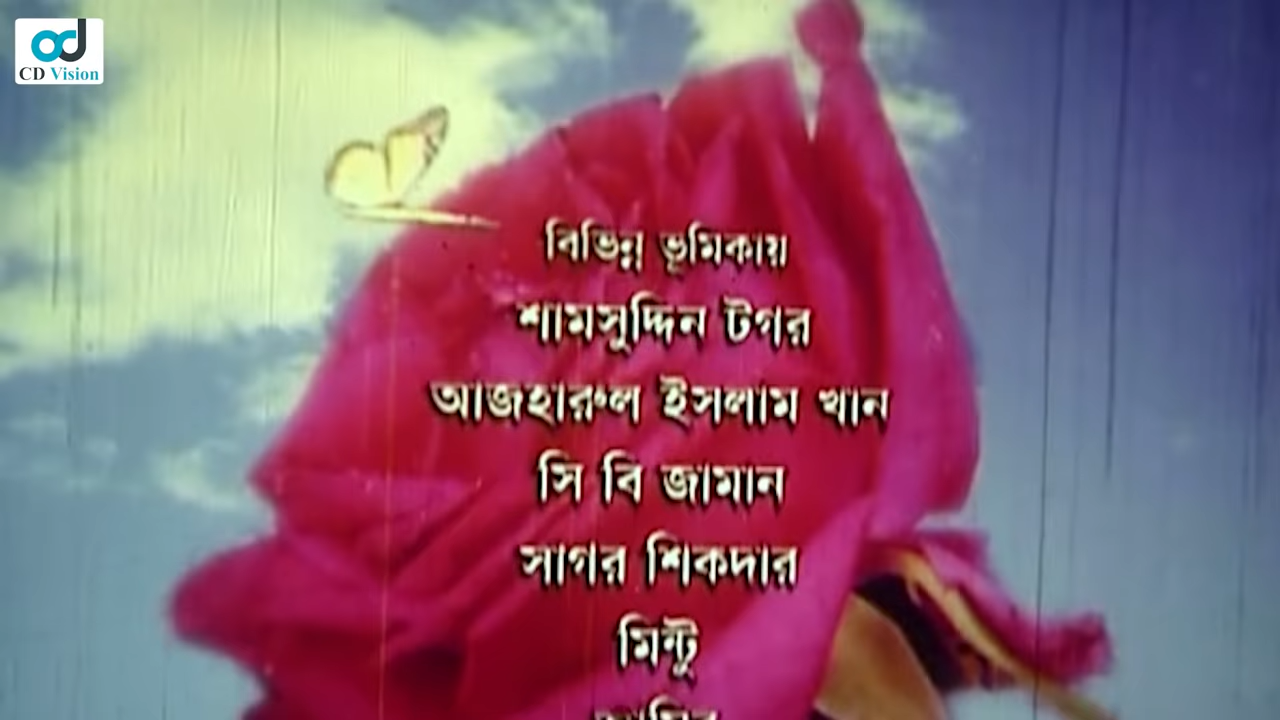 CD Vision
বিভিন্ন ভূমিকায়
শামসুদ্দিন টগর
আজহারুল ইসলাম খান
সি বি জামান
সাগর শিকদার
মিন্টু